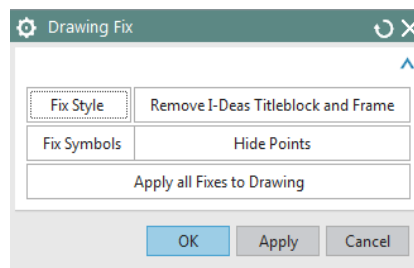 Drawing Fix
Fix Style Remove I-Deas Titleblock and Frame
Fix Symbols Hide Points
Apply all Fixes to Drawing
OK Apply Cancel